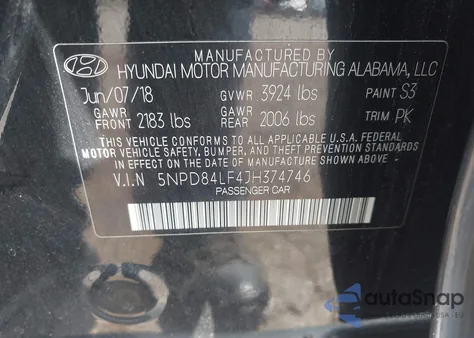 MANUFACTURED BY
HYUNDAI MOTOR MANUFACTURING ALABAMA, LLC
Jun/07/18 GVWR 3924 lbs PAINT S3
GAWR FRONT 2183 lbs GAWR REAR 2006 lbs TRIM PK
THIS VEHICLE CONFORMS TO ALL APPLICABLE U.S.A. FEDERAL
MOTOR VEHICLE SAFETY, BUMPER, AND THEFT PREVENTION STANDARDS
IN EFFECT ON THE DATE OF MANUFACTURE SHOWN ABOVE.
V.I.N 5NPD84LF4JH374746
PASSENGER CAR
autoSnap